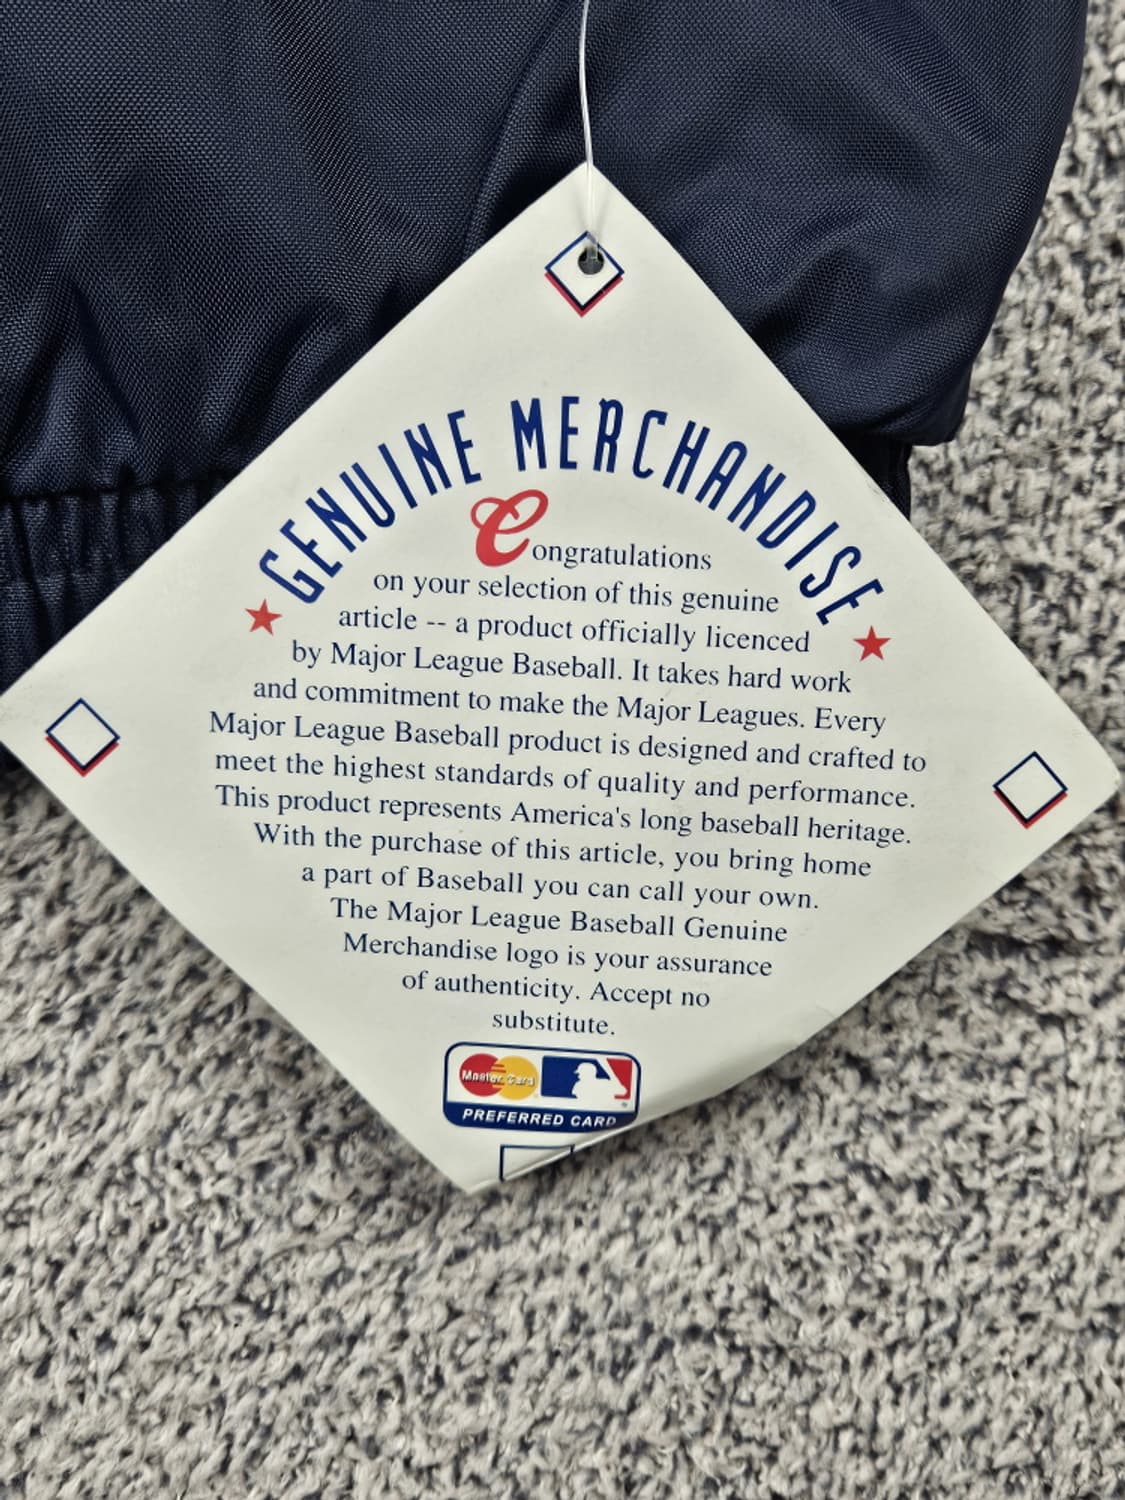 GENUINE MERCHANDISE
Congratulations
on your selection of this genuine
article -- a product officially licenced
by Major League Baseball. It takes hard work
and commitment to make the Major Leagues. Every
Major League Baseball product is designed and crafted to
meet the highest standards of quality and performance.
This product represents America's long baseball heritage.
With the purchase of this article, you bring home
a part of Baseball you can call your own.
The Major League Baseball Genuine
Merchandise logo is your assurance
of authenticity. Accept no
substitute.
MasterCard
PREFERRED CARD